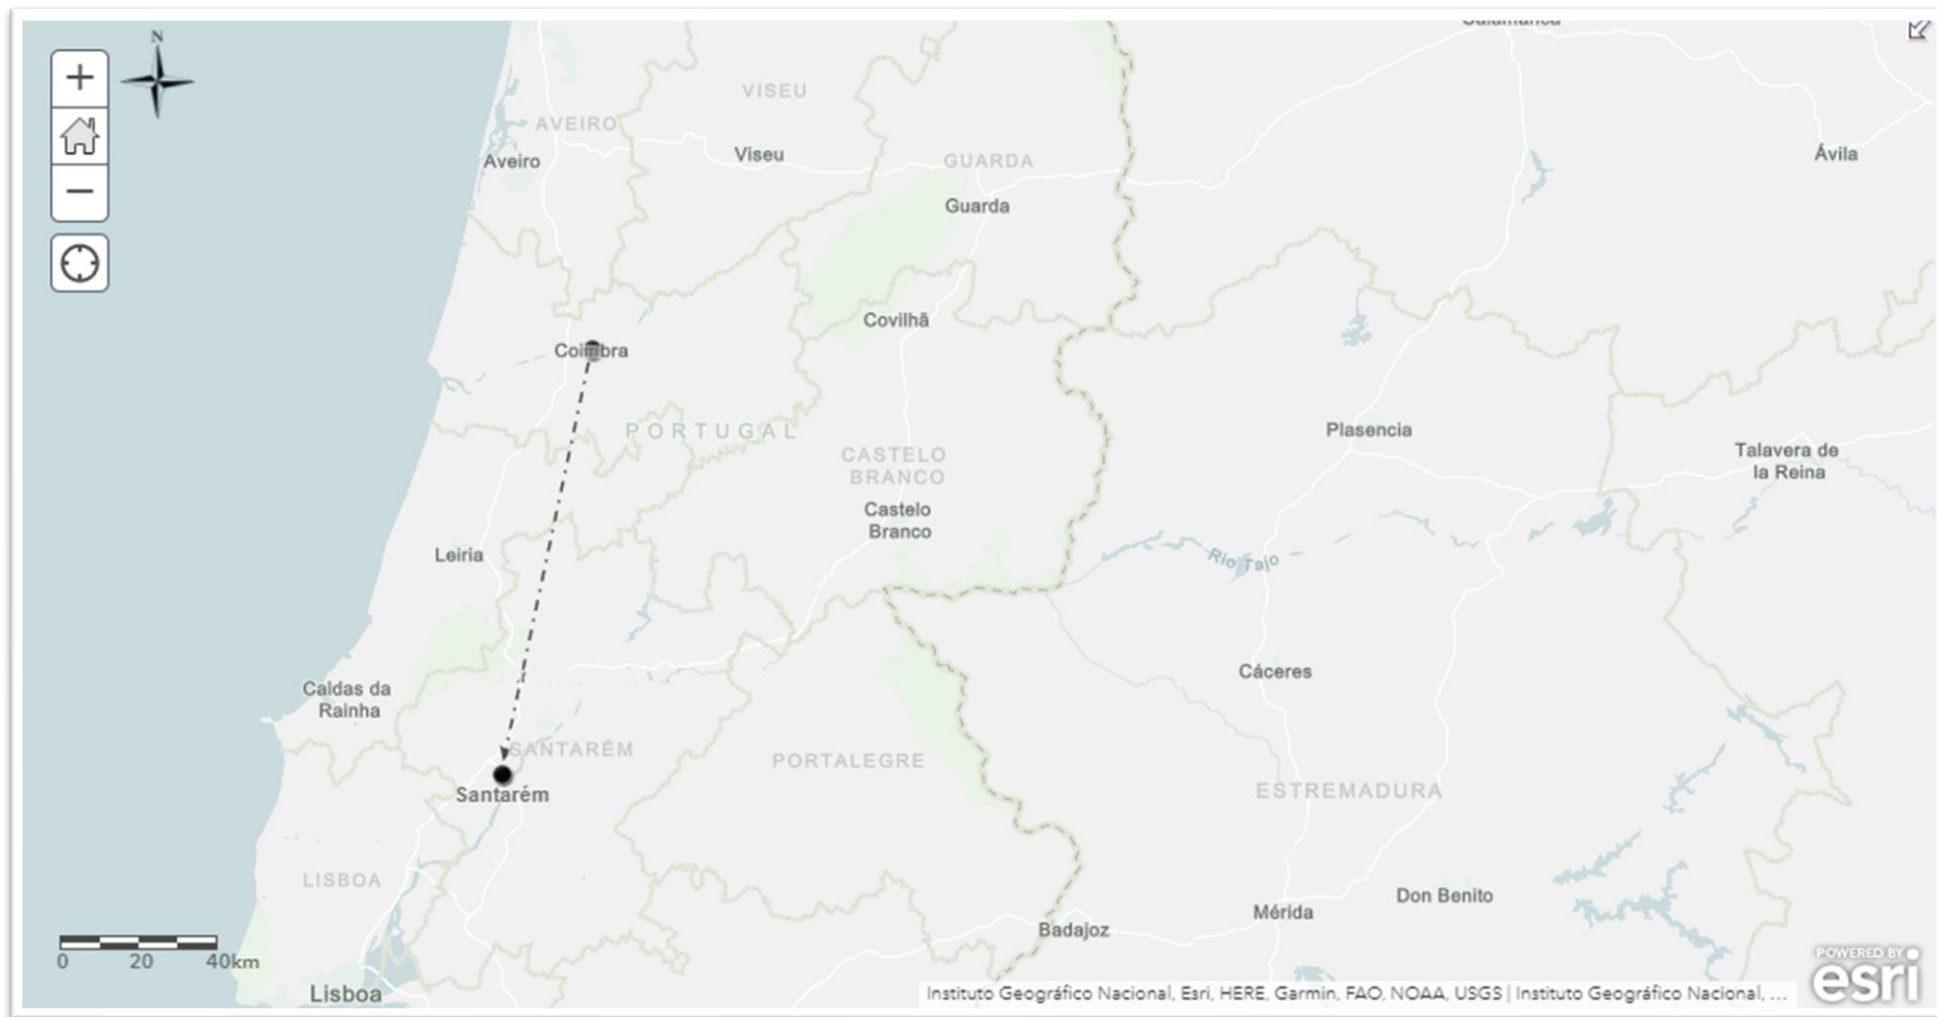 Salamanca
N
+
−
VISEU
AVEIRO
Aveiro
Viseu
GUARDA
Guarda
Ávila
Covilhã
Coimbra
PORTUGAL
Plasencia
CASTELO
BRANCO
Talavera de
la Reina
Castelo
Branco
Leiria
Río Tajo
Cáceres
Caldas da
Rainha
SANTARÉM
PORTALEGRE
Santarém
ESTREMADURA
LISBOA
Don Benito
Mérida
Badajoz
0 20 40km
Lisboa
POWERED BY
esri
Instituto Geográfico Nacional, Esri, HERE, Garmin, FAO, NOAA, USGS | Instituto Geográfico Nacional, ...